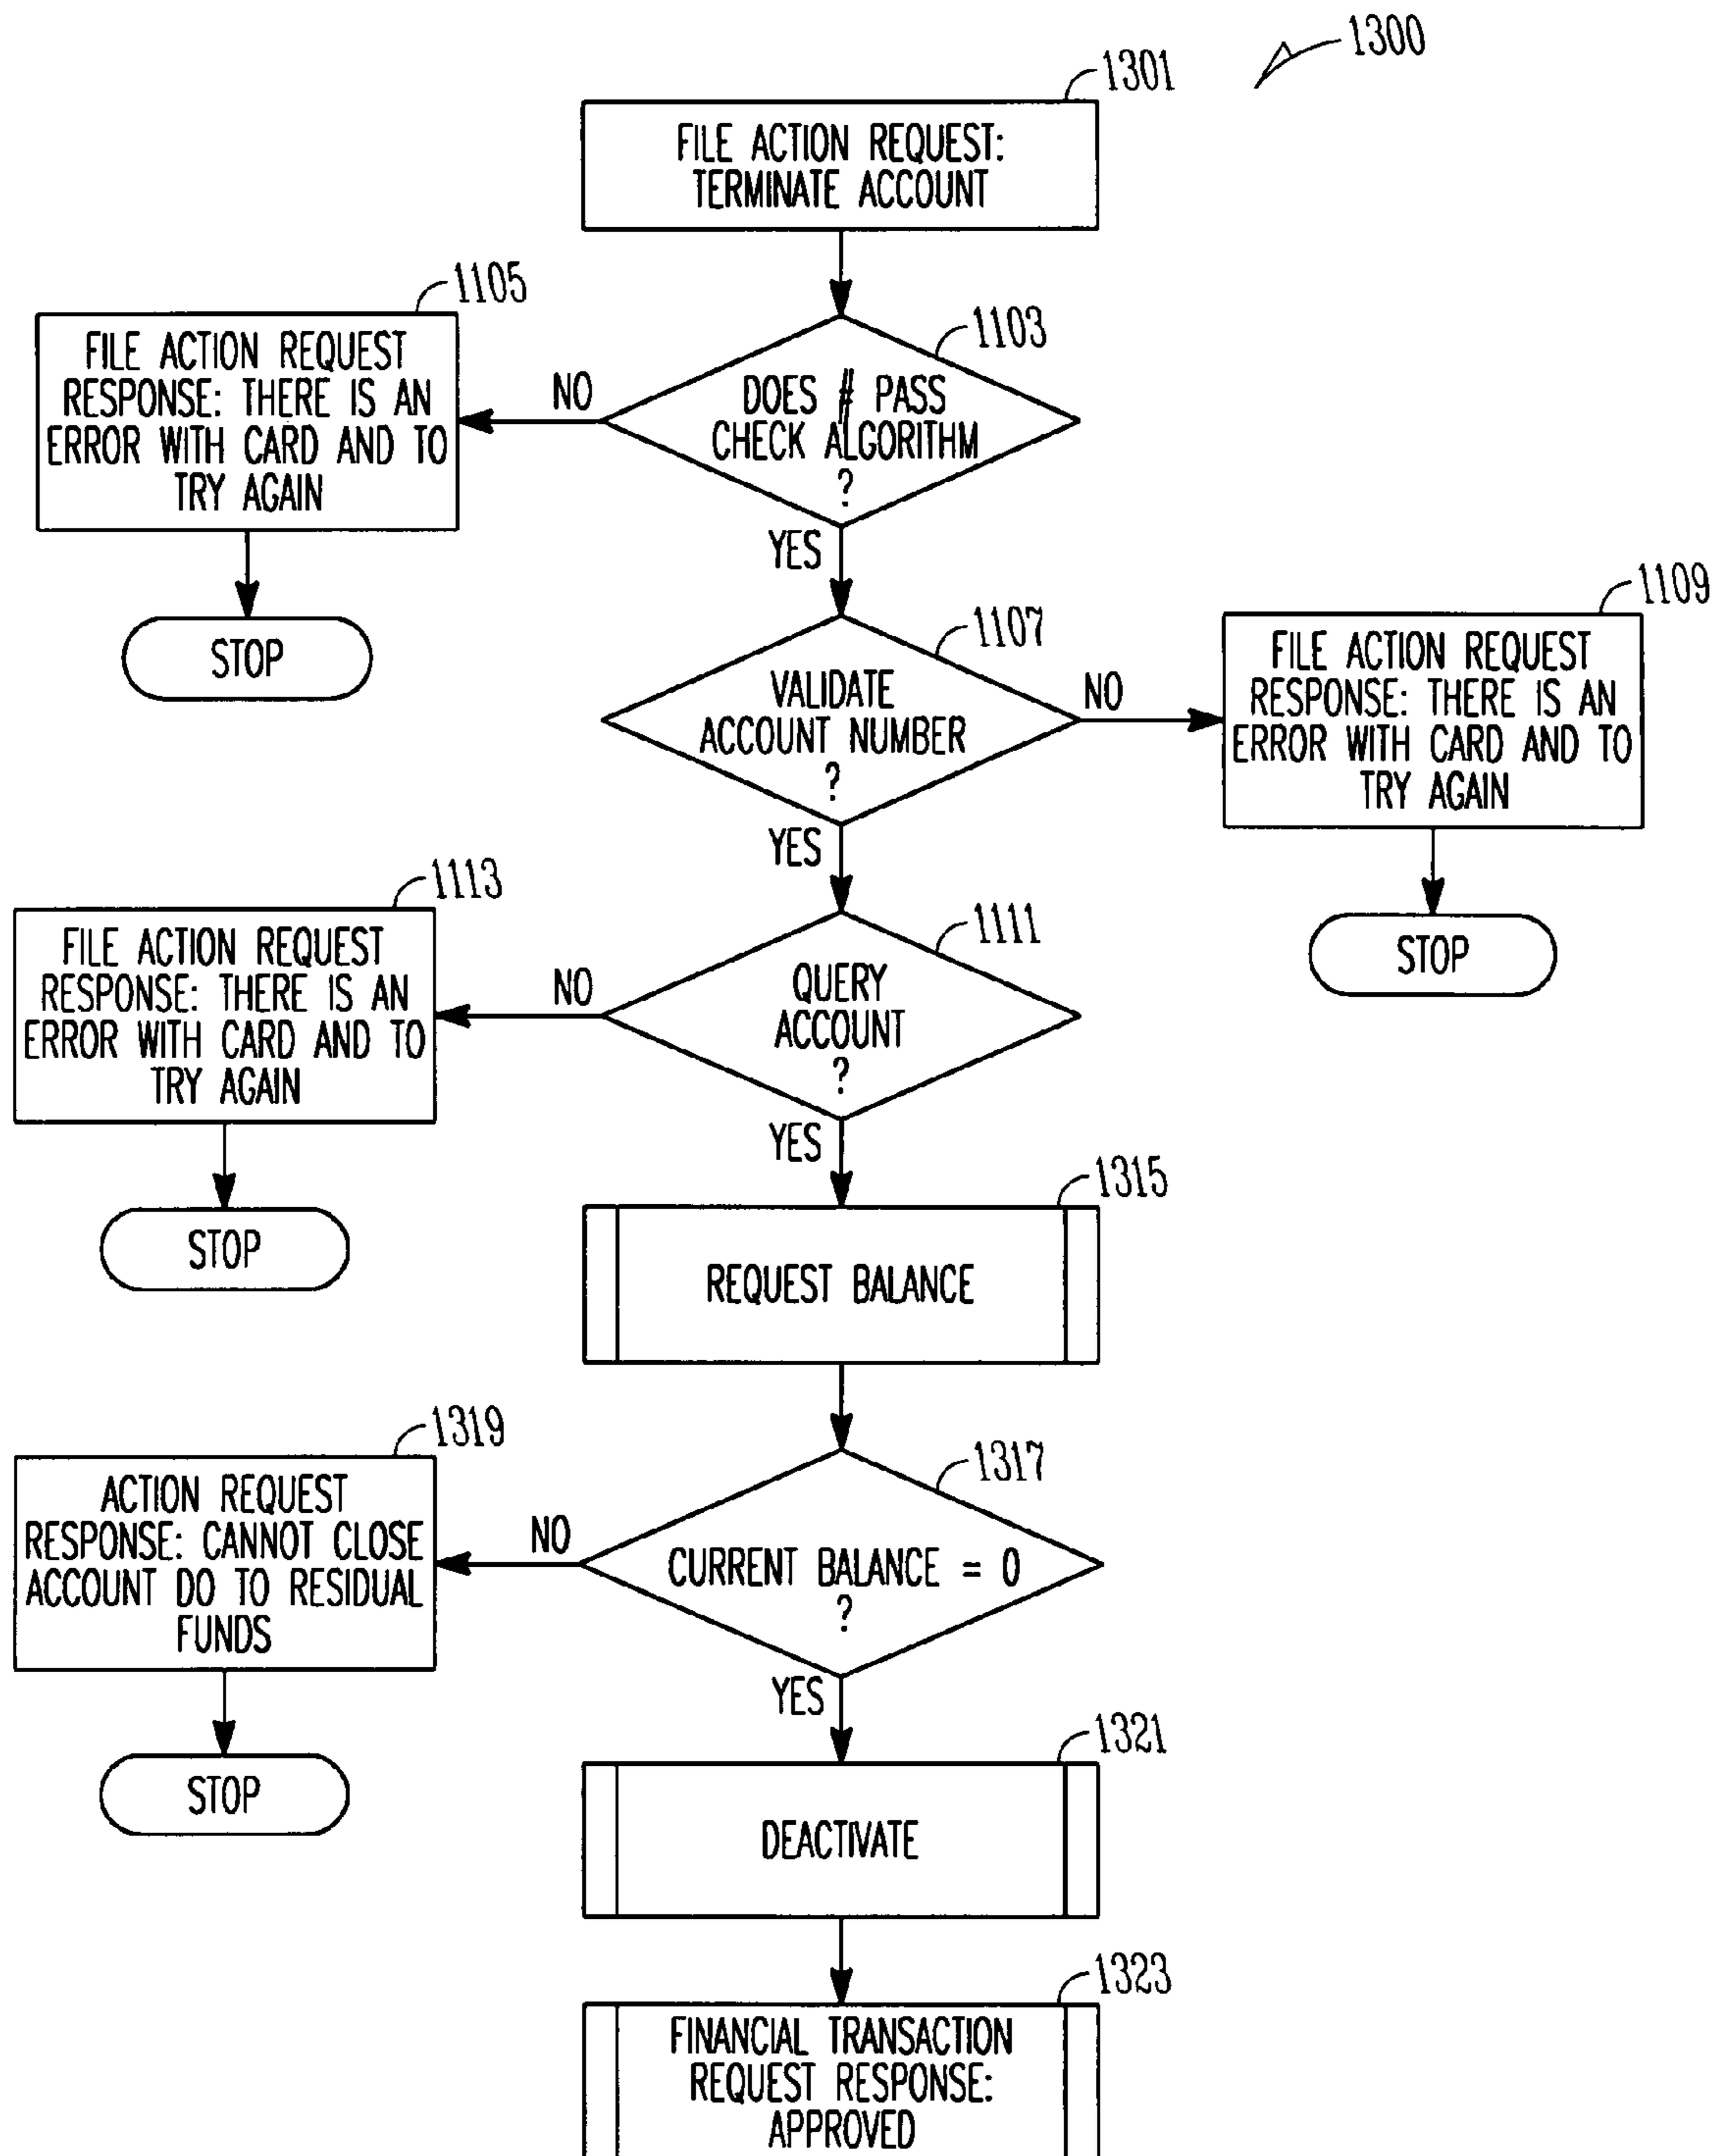 1300
1301
FILE ACTION REQUEST:
TERMINATE ACCOUNT
1105
FILE ACTION REQUEST
RESPONSE: THERE IS AN
ERROR WITH CARD AND TO
TRY AGAIN
STOP
NO
1103
DOES # PASS
CHECK ALGORITHM
?
YES
1107
VALIDATE
ACCOUNT NUMBER
?
NO
1109
FILE ACTION REQUEST
RESPONSE: THERE IS AN
ERROR WITH CARD AND TO
TRY AGAIN
STOP
YES
1113
FILE ACTION REQUEST
RESPONSE: THERE IS AN
ERROR WITH CARD AND TO
TRY AGAIN
STOP
NO
1111
QUERY
ACCOUNT
?
YES
1315
REQUEST BALANCE
1319
ACTION REQUEST
RESPONSE: CANNOT CLOSE
ACCOUNT DO TO RESIDUAL
FUNDS
STOP
NO
1317
CURRENT BALANCE = 0
?
YES
1321
DEACTIVATE
1323
FINANCIAL TRANSACTION
REQUEST RESPONSE:
APPROVED